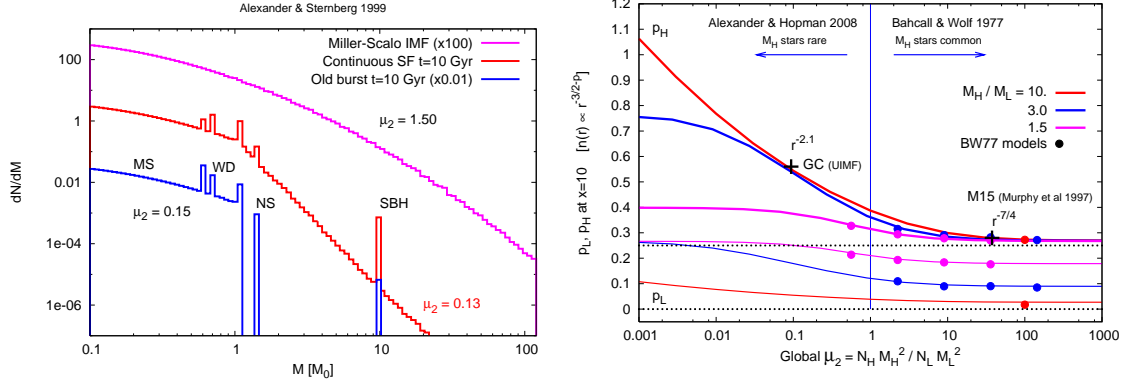 Alexander & Sternberg 1999
Miller-Scalo IMF (x100)
Continuous SF t=10 Gyr
Old burst t=10 Gyr (x0.01)
μ2 = 1.50
MS
WD
NS
SBH
μ2 = 0.15
μ2 = 0.13
dN/dM
100
1
0.01
1e-04
1e-06
0.1
1
10
100
M [M0]
Alexander & Hopman 2008
MH stars rare
Bahcall & Wolf 1977
MH stars common
pH
MH / ML = 10.
3.0
1.5
BW77 models
r-2.1
GC (UIMF)
M15 (Murphy et al 1997)
r-7/4
pL
pL, pH at x=10 [n(r) ∝ r-3/2-p]
1.2
1.1
1
0.9
0.8
0.7
0.6
0.5
0.4
0.3
0.2
0.1
0
0.001
0.01
0.1
1
10
100
1000
Global μ2 = NH MH2 / NL ML2